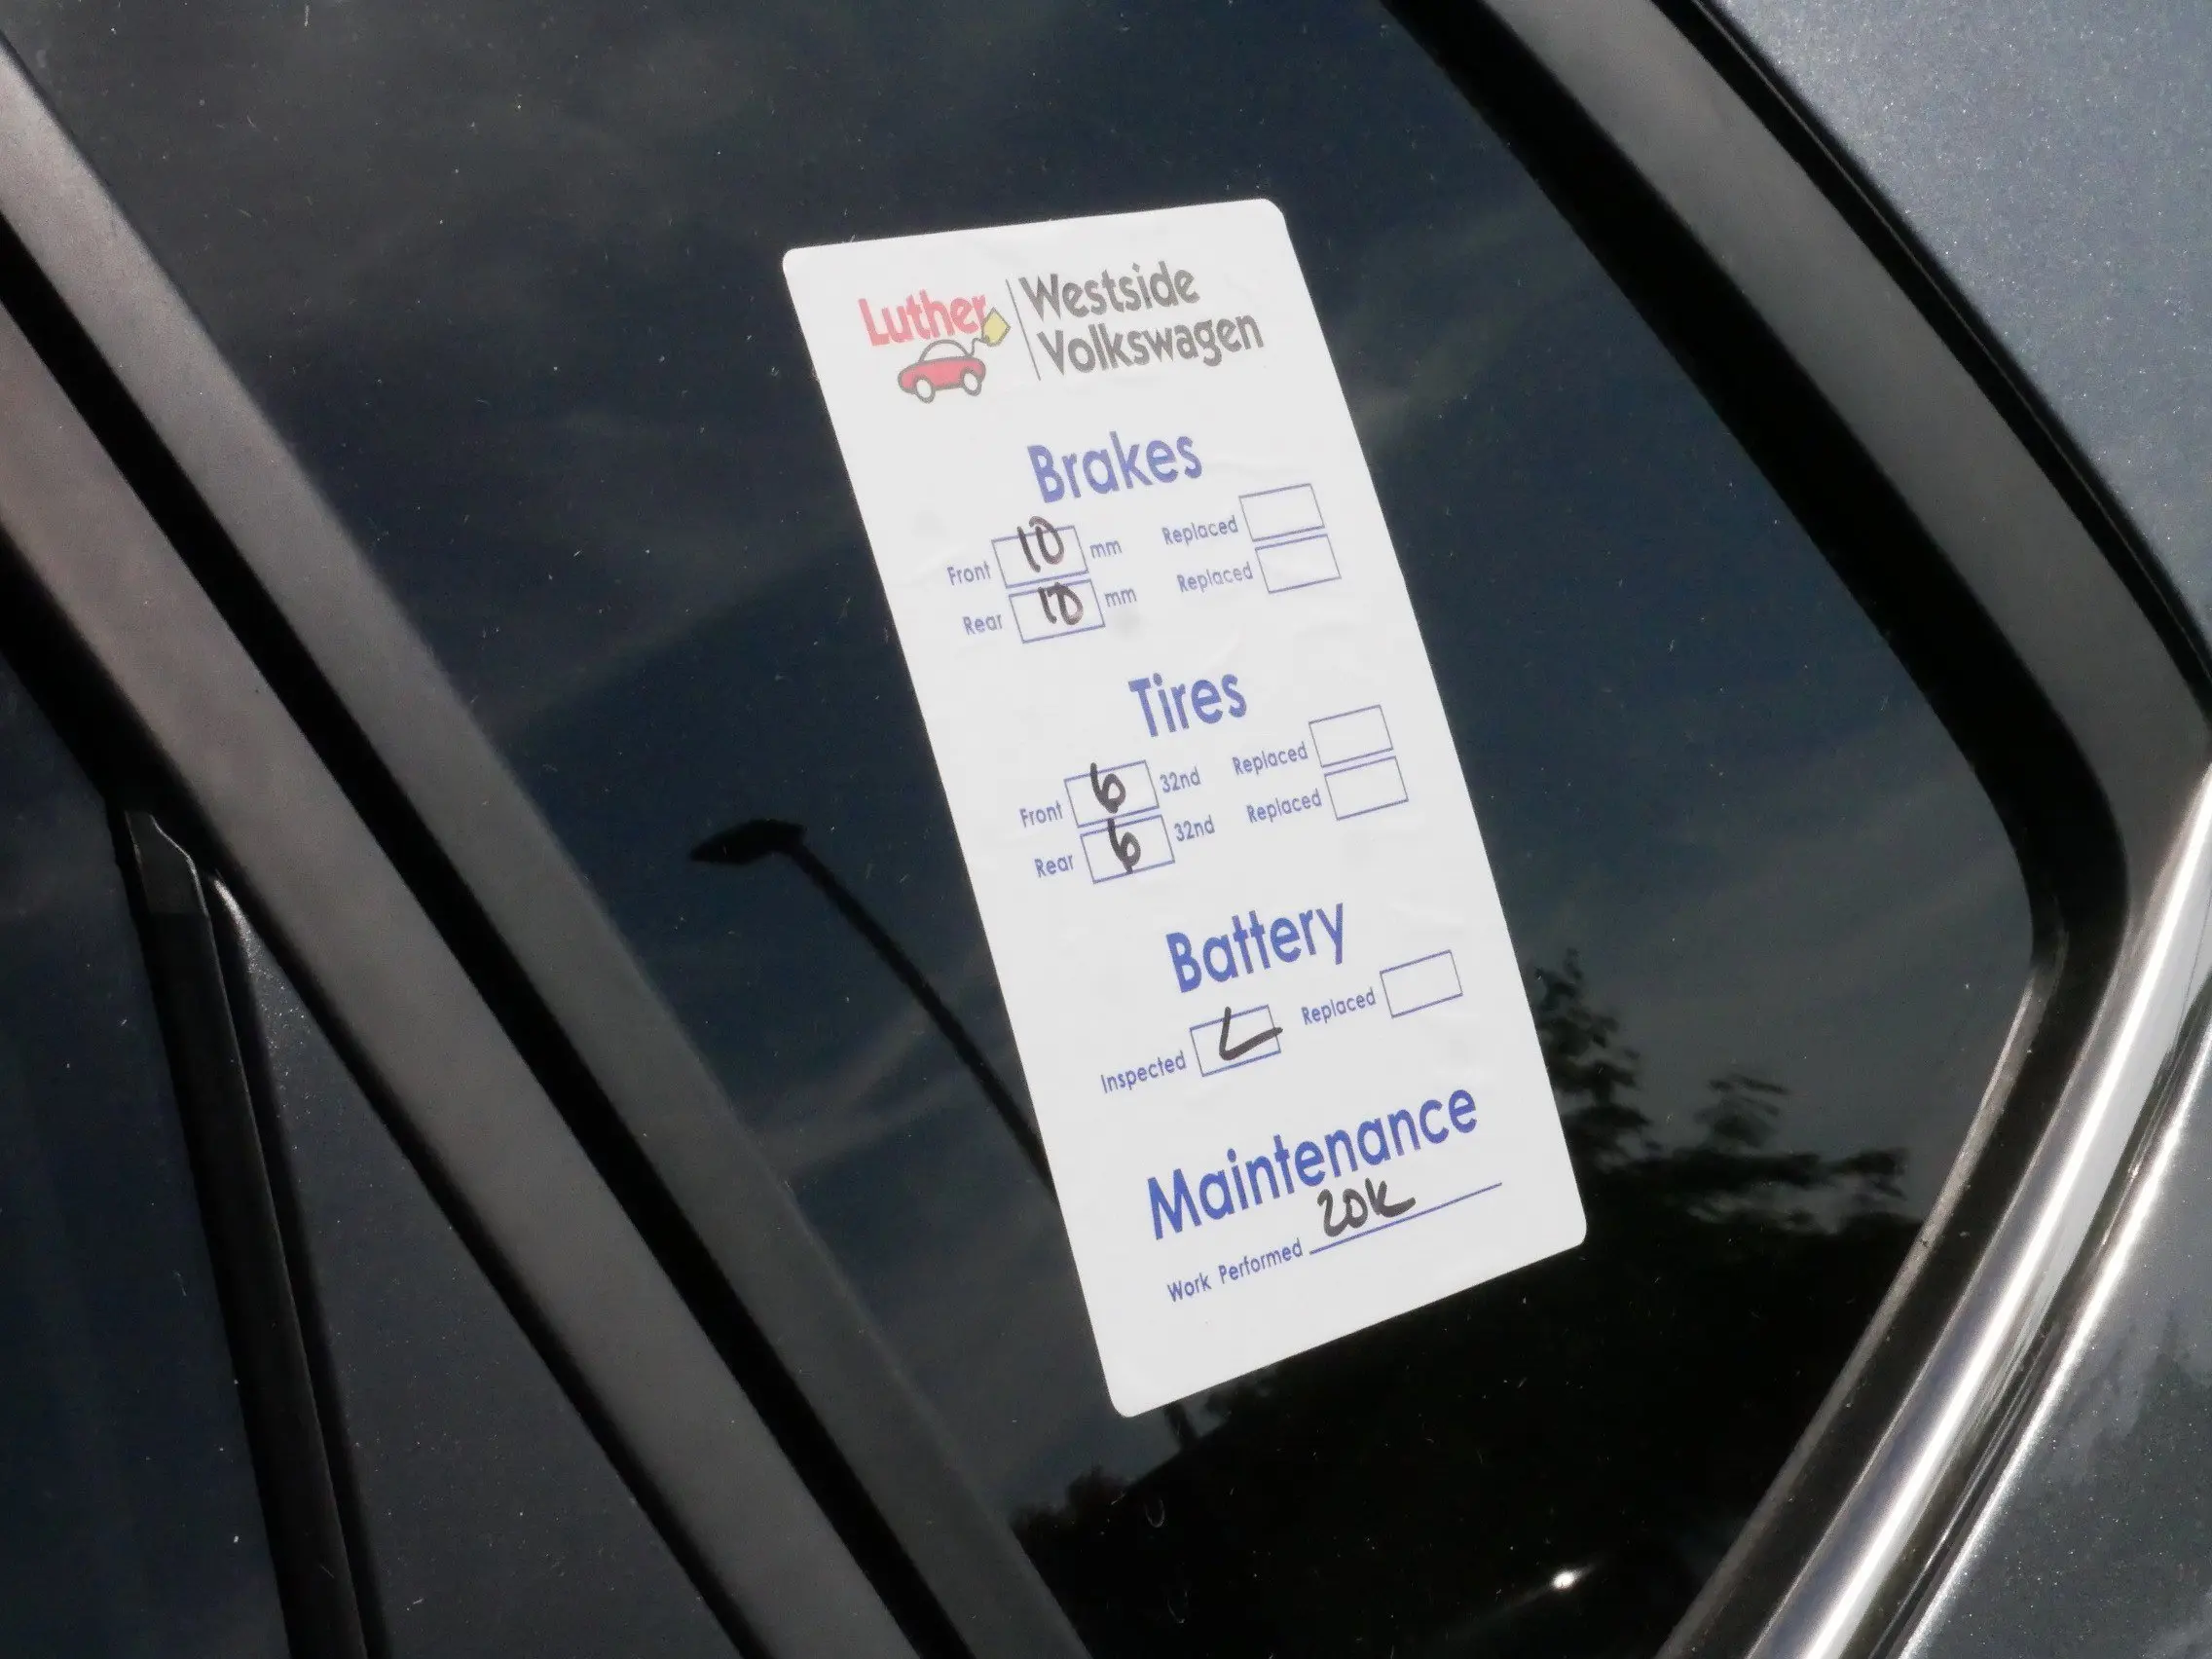 Luther Westside
Volkswagen
Brakes
Front 10 mm Replaced
Rear 10 mm Replaced
Tires
Front 6 32nd Replaced
Rear 6 32nd Replaced
Battery
Inspected Replaced
Maintenance
Work Performed 20K